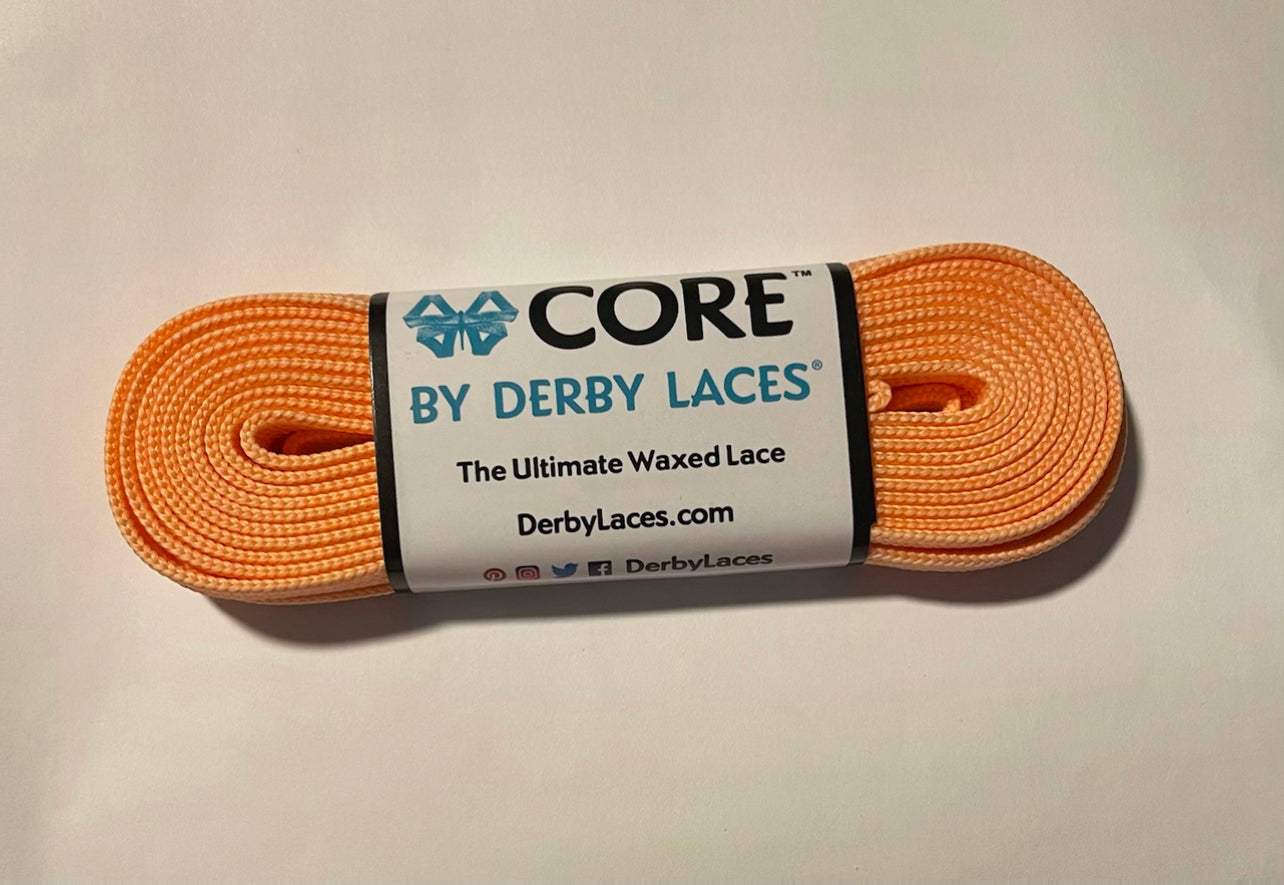 CORE™
BY DERBY LACES®
The Ultimate Waxed Lace
DerbyLaces.com
DerbyLaces